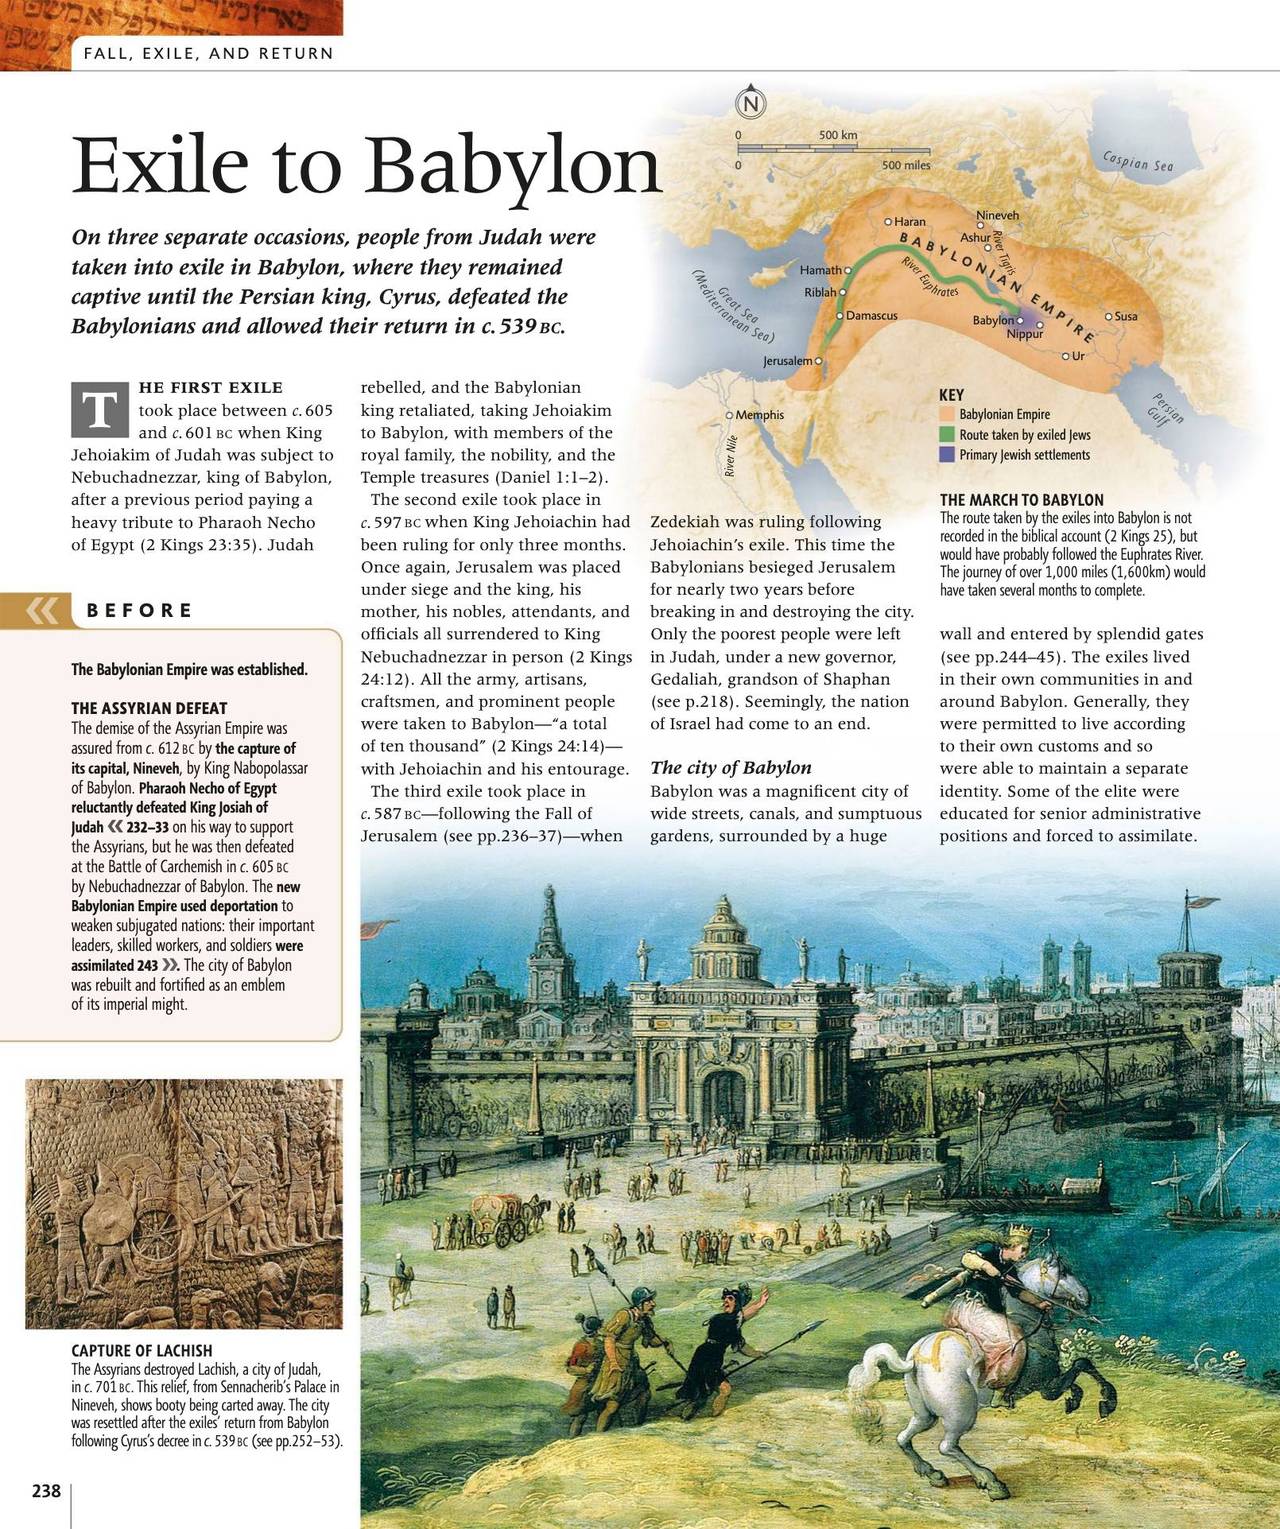 FALL, EXILE, AND RETURN
Exile to Babylon
On three separate occasions, people from Judah were
taken into exile in Babylon, where they remained
captive until the Persian king, Cyrus, defeated the
Babylonians and allowed their return in c. 539 BC.
THE FIRST EXILE
took place between c. 605
and c. 601 BC when King
Jehoiakim of Judah was subject to
Nebuchadnezzar, king of Babylon,
after a previous period paying a
heavy tribute to Pharaoh Necho
of Egypt (2 Kings 23:35). Judah
rebelled, and the Babylonian
king retaliated, taking Jehoiakim
to Babylon, with members of the
royal family, the nobility, and the
Temple treasures (Daniel 1:1–2).
The second exile took place in
c. 597 BC when King Jehoiachin had
been ruling for only three months.
Once again, Jerusalem was placed
under siege and the king, his
mother, his nobles, attendants, and
officials all surrendered to King
Nebuchadnezzar in person (2 Kings
24:12). All the army, artisans,
craftsmen, and prominent people
were taken to Babylon—“a total
of ten thousand” (2 Kings 24:14)—
with Jehoiachin and his entourage.
The third exile took place in
c. 587 BC—following the Fall of
Jerusalem (see pp.236–37)—when
Zedekiah was ruling following
Jehoiachin’s exile. This time the
Babylonians besieged Jerusalem
for nearly two years before
breaking in and destroying the city.
Only the poorest people were left
in Judah, under a new governor,
Gedaliah, grandson of Shaphan
(see p.218). Seemingly, the nation
of Israel had come to an end.
The city of Babylon
Babylon was a magnificent city of
wide streets, canals, and sumptuous
gardens, surrounded by a huge
wall and entered by splendid gates
(see pp.244–45). The exiles lived
in their own communities in and
around Babylon. Generally, they
were permitted to live according
to their own customs and so
were able to maintain a separate
identity. Some of the elite were
educated for senior administrative
positions and forced to assimilate.
N
0 500 km
0 500 miles
Caspian Sea
Haran
Nineveh
Ashur
River Tigris
BABYLONIAN EMPIRE
River Euphrates
Hamath
Riblah
Great Sea
(Mediterranean Sea)
Damascus
Babylon
Nippur
Susa
Ur
Jerusalem
Memphis
River Nile
Persian
Gulf
KEY
Babylonian Empire
Route taken by exiled Jews
Primary Jewish settlements
THE MARCH TO BABYLON
The route taken by the exiles into Babylon is not
recorded in the biblical account (2 Kings 25), but
would have probably followed the Euphrates River.
The journey of over 1,000 miles (1,600km) would
have taken several months to complete.
« BEFORE
The Babylonian Empire was established.
THE ASSYRIAN DEFEAT
The demise of the Assyrian Empire was
assured from c. 612 BC by the capture of
its capital, Nineveh, by King Nabopolassar
of Babylon. Pharaoh Necho of Egypt
reluctantly defeated King Josiah of
Judah « 232–33 on his way to support
the Assyrians, but he was then defeated
at the Battle of Carchemish in c. 605 BC
by Nebuchadnezzar of Babylon. The new
Babylonian Empire used deportation to
weaken subjugated nations: their important
leaders, skilled workers, and soldiers were
assimilated 243 ». The city of Babylon
was rebuilt and fortified as an emblem
of its imperial might.
CAPTURE OF LACHISH
The Assyrians destroyed Lachish, a city of Judah,
in c. 701 BC. This relief, from Sennacherib’s Palace in
Nineveh, shows booty being carted away. The city
was resettled after the exiles’ return from Babylon
following Cyrus’s decree in c. 539 BC (see pp.252–53).
238